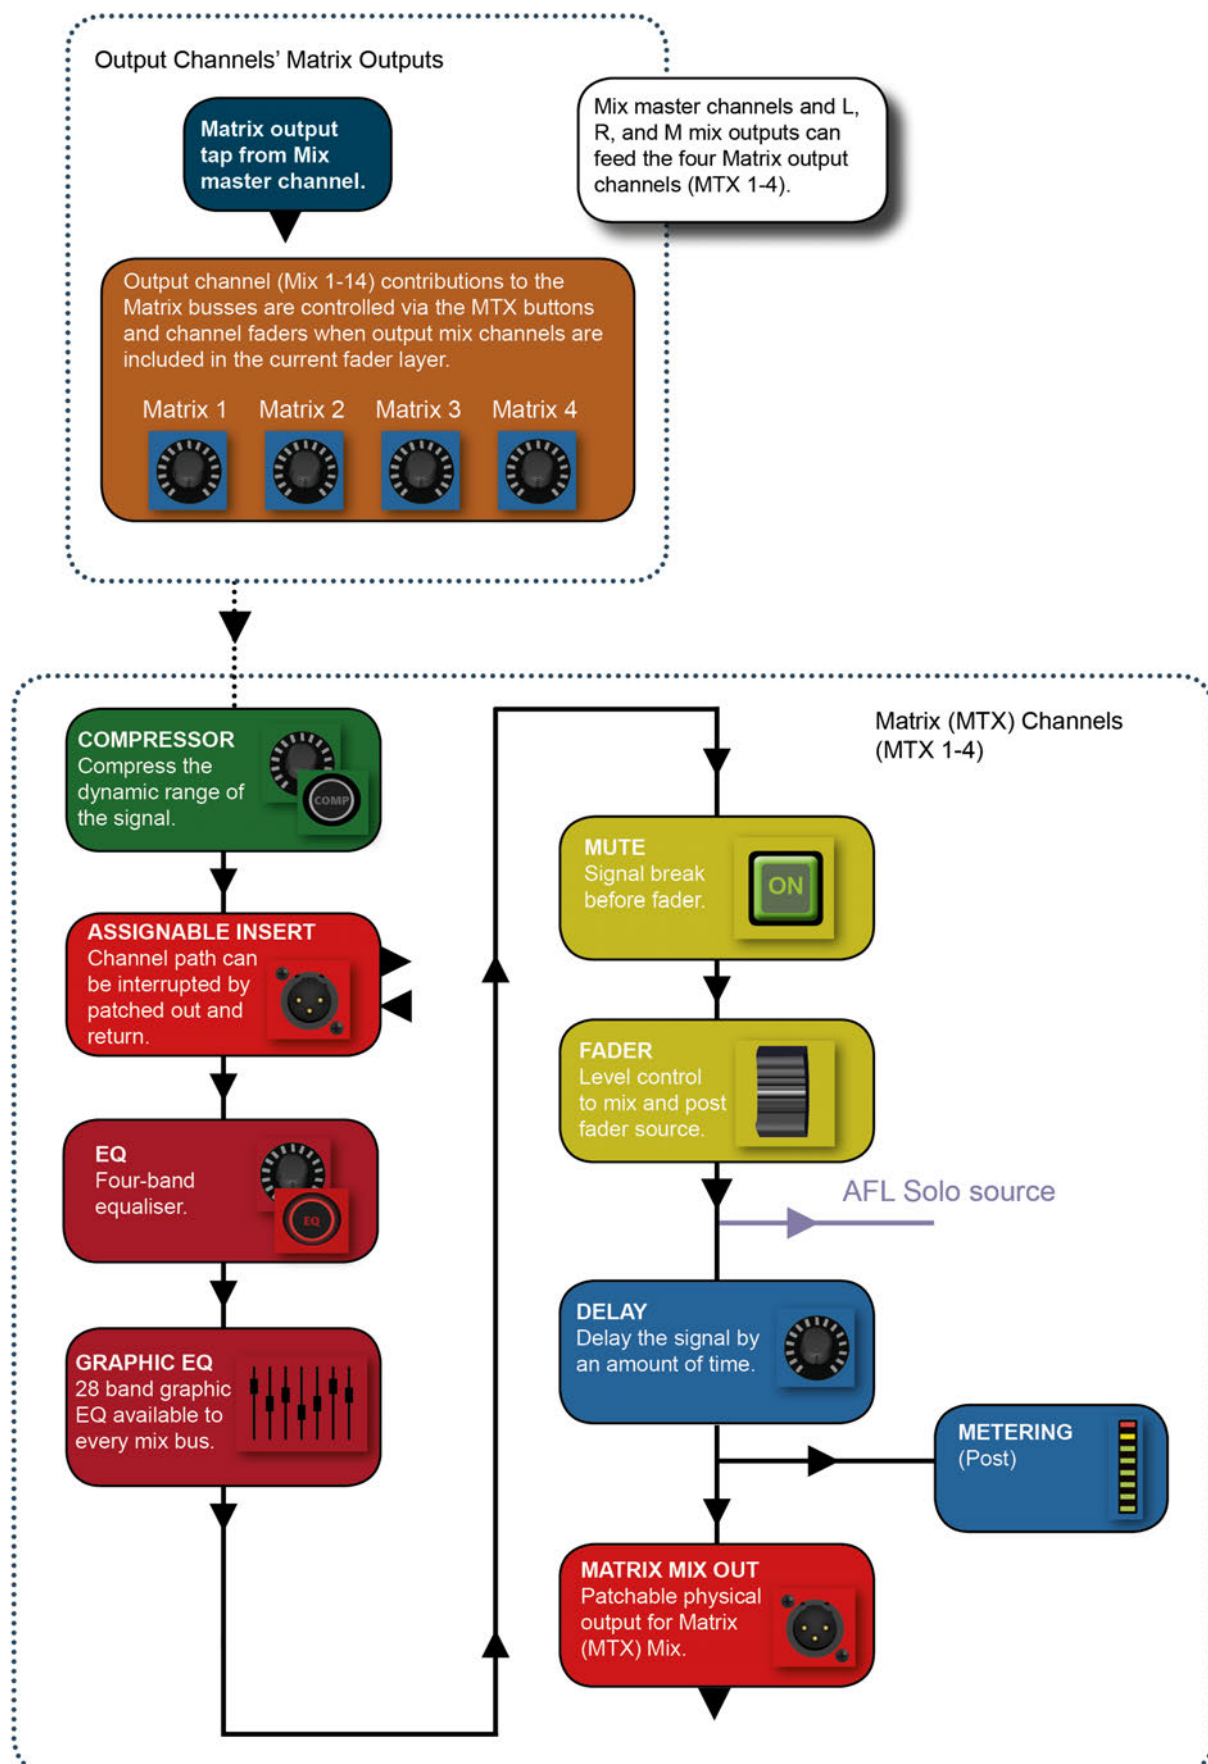 Output Channels’ Matrix Outputs
Matrix output
tap from Mix
master channel.
Mix master channels and L,
R, and M mix outputs can
feed the four Matrix output
channels (MTX 1-4).
Output channel (Mix 1-14) contributions to the
Matrix busses are controlled via the MTX buttons
and channel faders when output mix channels are
included in the current fader layer.
Matrix 1 Matrix 2 Matrix 3 Matrix 4
Matrix (MTX) Channels
(MTX 1-4)
COMPRESSOR
Compress the
dynamic range of
the signal.
COMP
ASSIGNABLE INSERT
Channel path can
be interrupted by
patched out and
return.
EQ
Four-band
equaliser.
EQ
GRAPHIC EQ
28 band graphic
EQ available to
every mix bus.
MUTE
Signal break
before fader.
ON
FADER
Level control
to mix and post
fader source.
AFL Solo source
DELAY
Delay the signal by
an amount of time.
METERING
(Post)
MATRIX MIX OUT
Patchable physical
output for Matrix
(MTX) Mix.